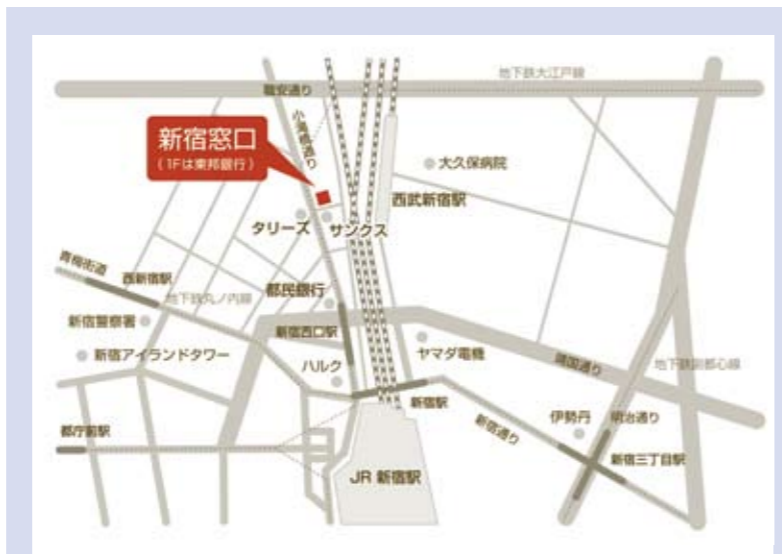 地下鉄大江戸線
職安通り
小滝橋通り
新宿窓口
(1Fは東邦銀行)
大久保病院
西武新宿駅
タリーズ
サンクス
青梅街道
西新宿駅
地下鉄丸ノ内線
都民銀行
新宿警察署
新宿西口駅
ヤマダ電機
靖国通り
新宿アイランドタワー
ハルク
地下鉄副都心線
新宿駅
新宿通り
伊勢丹
明治通り
都庁前駅
新宿三丁目駅
JR 新宿駅